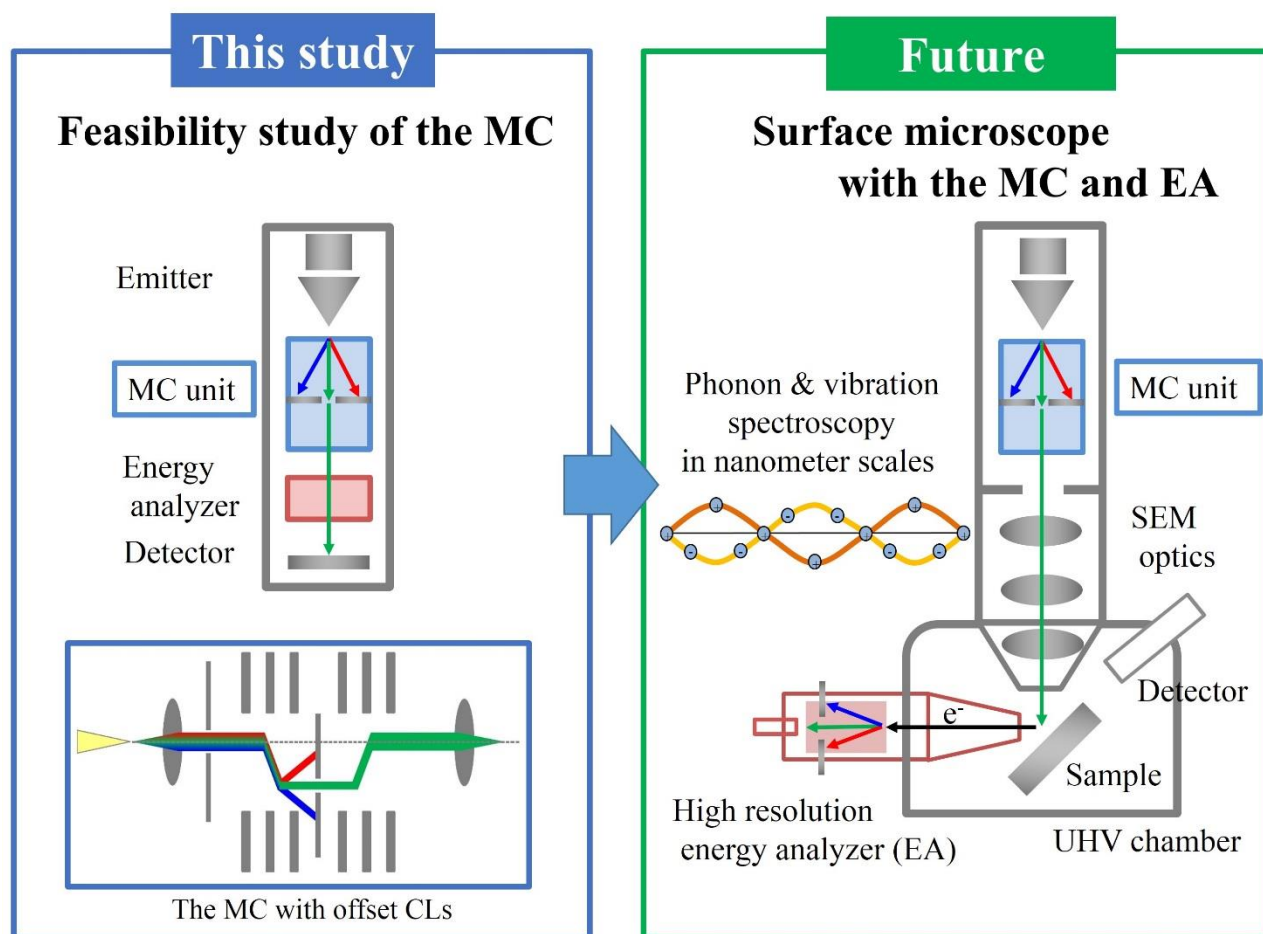 This study
Feasibility study of the MC
Emitter
MC unit
Energy
analyzer
Detector
The MC with offset CLs
Future
Surface microscope
with the MC and EA
Phonon & vibration
spectroscopy
in nanometer scales
+ - - + - - + - - +
MC unit
SEM
optics
Detector
e-
Sample
High resolution
energy analyzer (EA)
UHV chamber